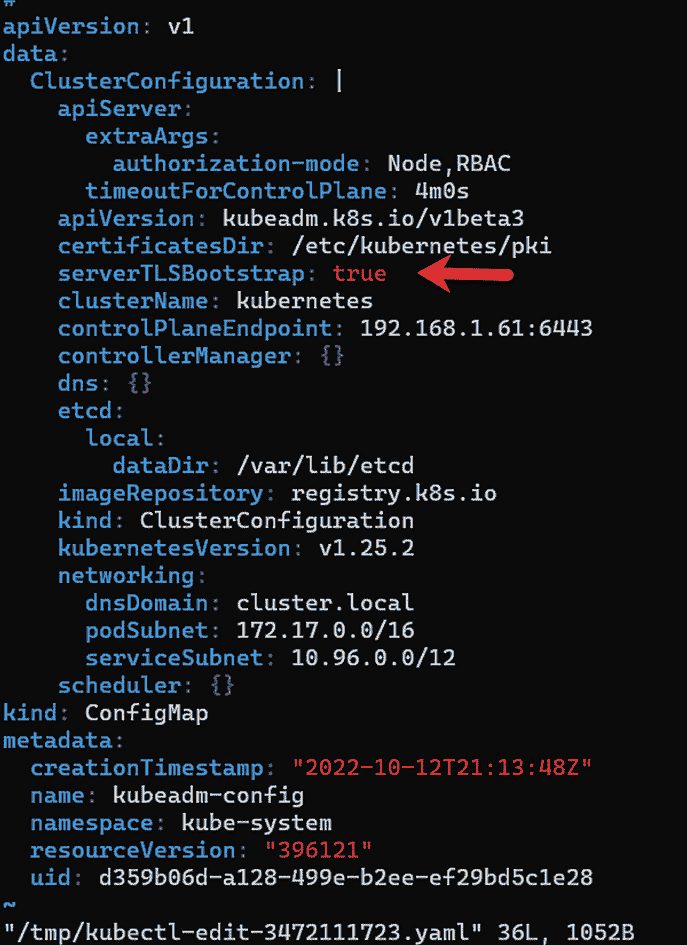 #
apiVersion: v1
data:
  ClusterConfiguration: |
    apiServer:
      extraArgs:
        authorization-mode: Node,RBAC
      timeoutForControlPlane: 4m0s
    apiVersion: kubeadm.k8s.io/v1beta3
    certificatesDir: /etc/kubernetes/pki
    serverTLSBootstrap: true
    clusterName: kubernetes
    controlPlaneEndpoint: 192.168.1.61:6443
    controllerManager: {}
    dns: {}
    etcd:
      local:
        dataDir: /var/lib/etcd
    imageRepository: registry.k8s.io
    kind: ClusterConfiguration
    kubernetesVersion: v1.25.2
    networking:
      dnsDomain: cluster.local
      podSubnet: 172.17.0.0/16
      serviceSubnet: 10.96.0.0/12
    scheduler: {}
kind: ConfigMap
metadata:
  creationTimestamp: "2022-10-12T21:13:48Z"
  name: kubeadm-config
  namespace: kube-system
  resourceVersion: "396121"
  uid: d359b06d-a128-499e-b2ee-ef29bd5c1e28
~
"/tmp/kubectl-edit-3472111723.yaml" 36L, 1052B